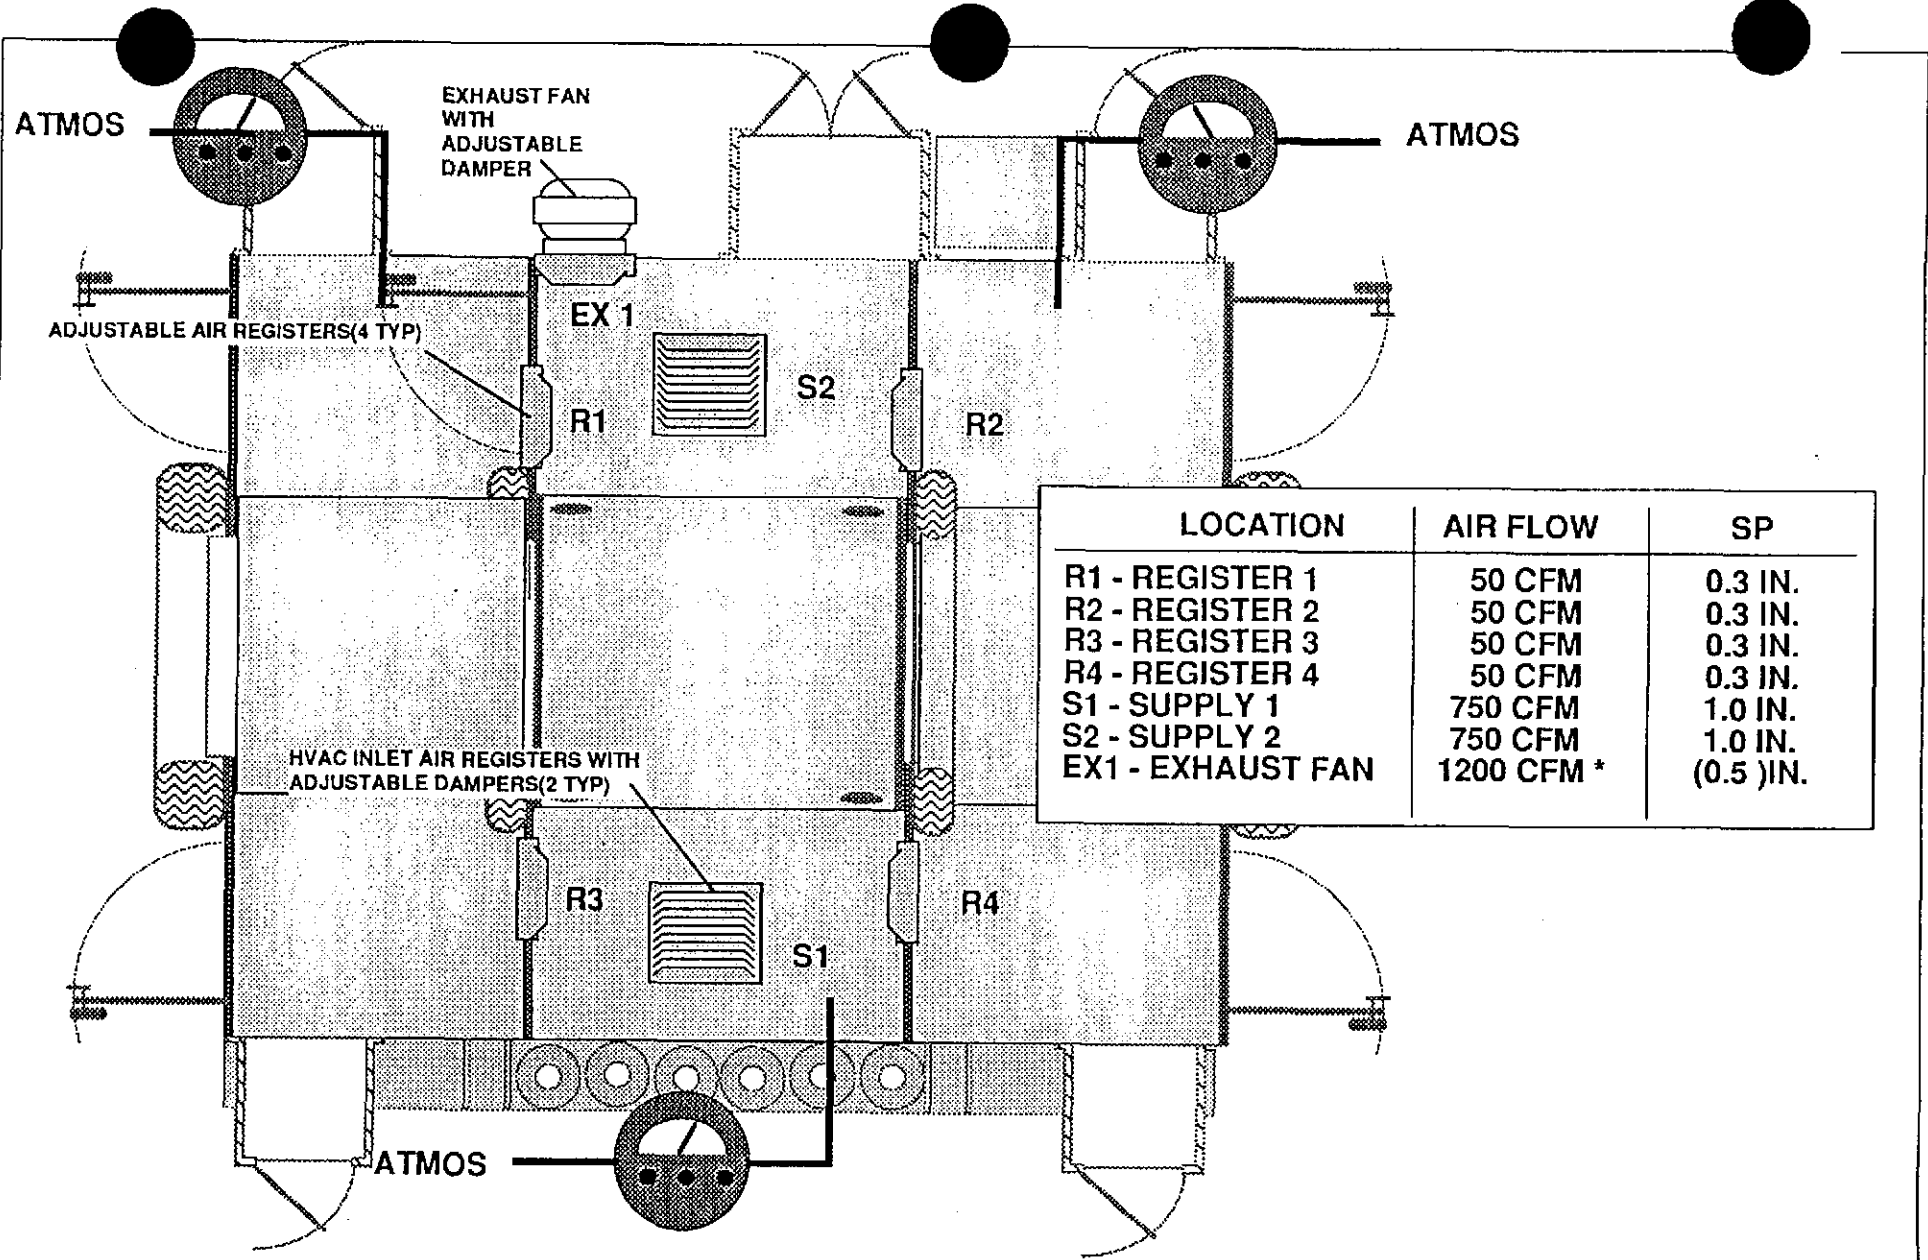 EXHAUST FAN
WITH
ADJUSTABLE
DAMPER
ATMOS
ATMOS
EX 1
ADJUSTABLE AIR REGISTERS(4 TYP)
S2
R1
R2
LOCATION AIR FLOW SP
R1 - REGISTER 1 50 CFM 0.3 IN.
R2 - REGISTER 2 50 CFM 0.3 IN.
R3 - REGISTER 3 50 CFM 0.3 IN.
R4 - REGISTER 4 50 CFM 0.3 IN.
S1 - SUPPLY 1 750 CFM 1.0 IN.
S2 - SUPPLY 2 750 CFM 1.0 IN.
EX1 - EXHAUST FAN 1200 CFM * (0.5 )IN.
HVAC INLET AIR REGISTERS WITH
ADJUSTABLE DAMPERS(2 TYP)
R3
R4
S1
ATMOS